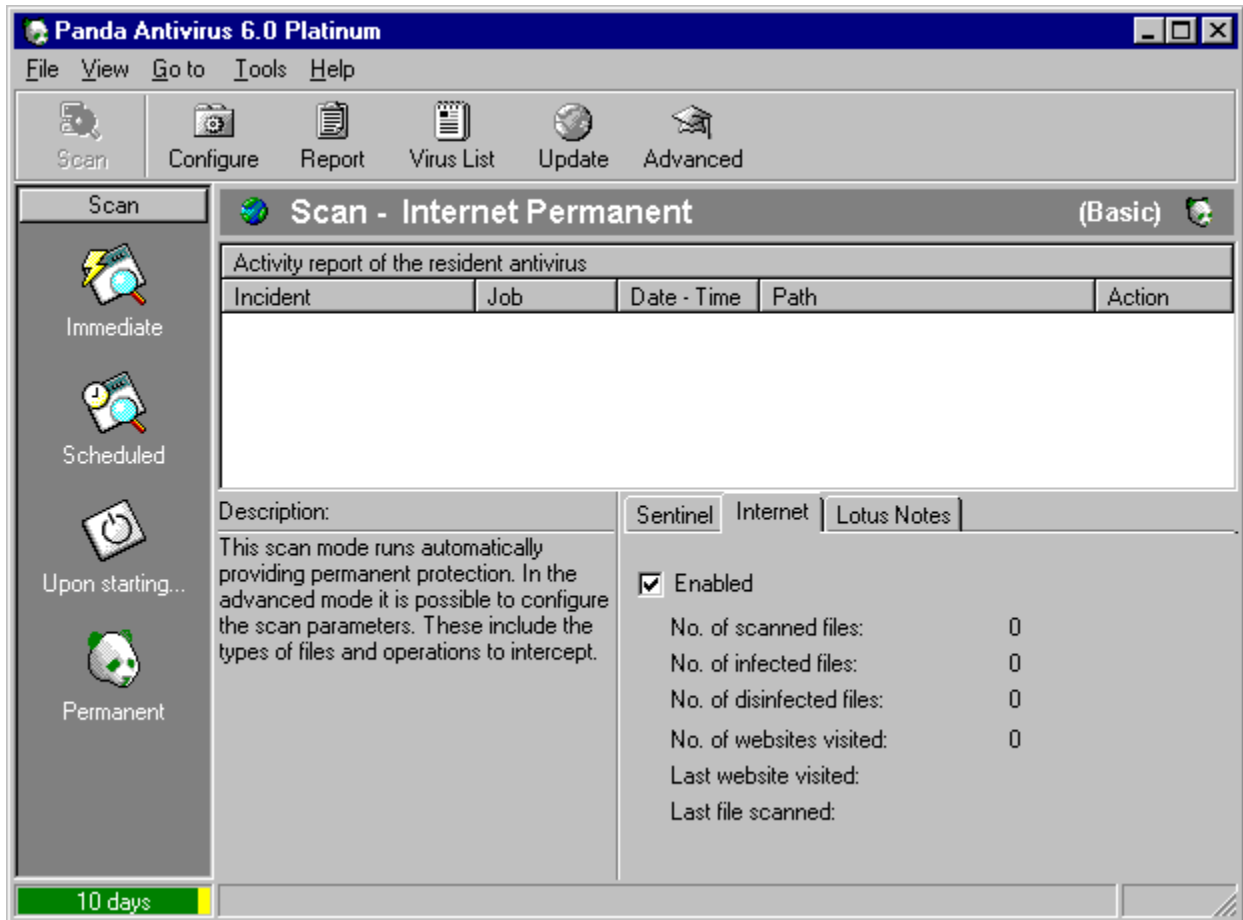 Panda Antivirus 6.0 Platinum
File View Go to Tools Help
Scan Configure Report Virus List Update Advanced
Scan
Immediate
Scheduled
Upon starting...
Permanent
Scan - Internet Permanent (Basic)
Activity report of the resident antivirus
Incident Job Date - Time Path Action
Description:
This scan mode runs automatically
providing permanent protection. In the
advanced mode it is possible to configure
the scan parameters. These include the
types of files and operations to intercept.
Sentinel Internet Lotus Notes
Enabled
No. of scanned files: 0
No. of infected files: 0
No. of disinfected files: 0
No. of websites visited: 0
Last website visited:
Last file scanned:
10 days